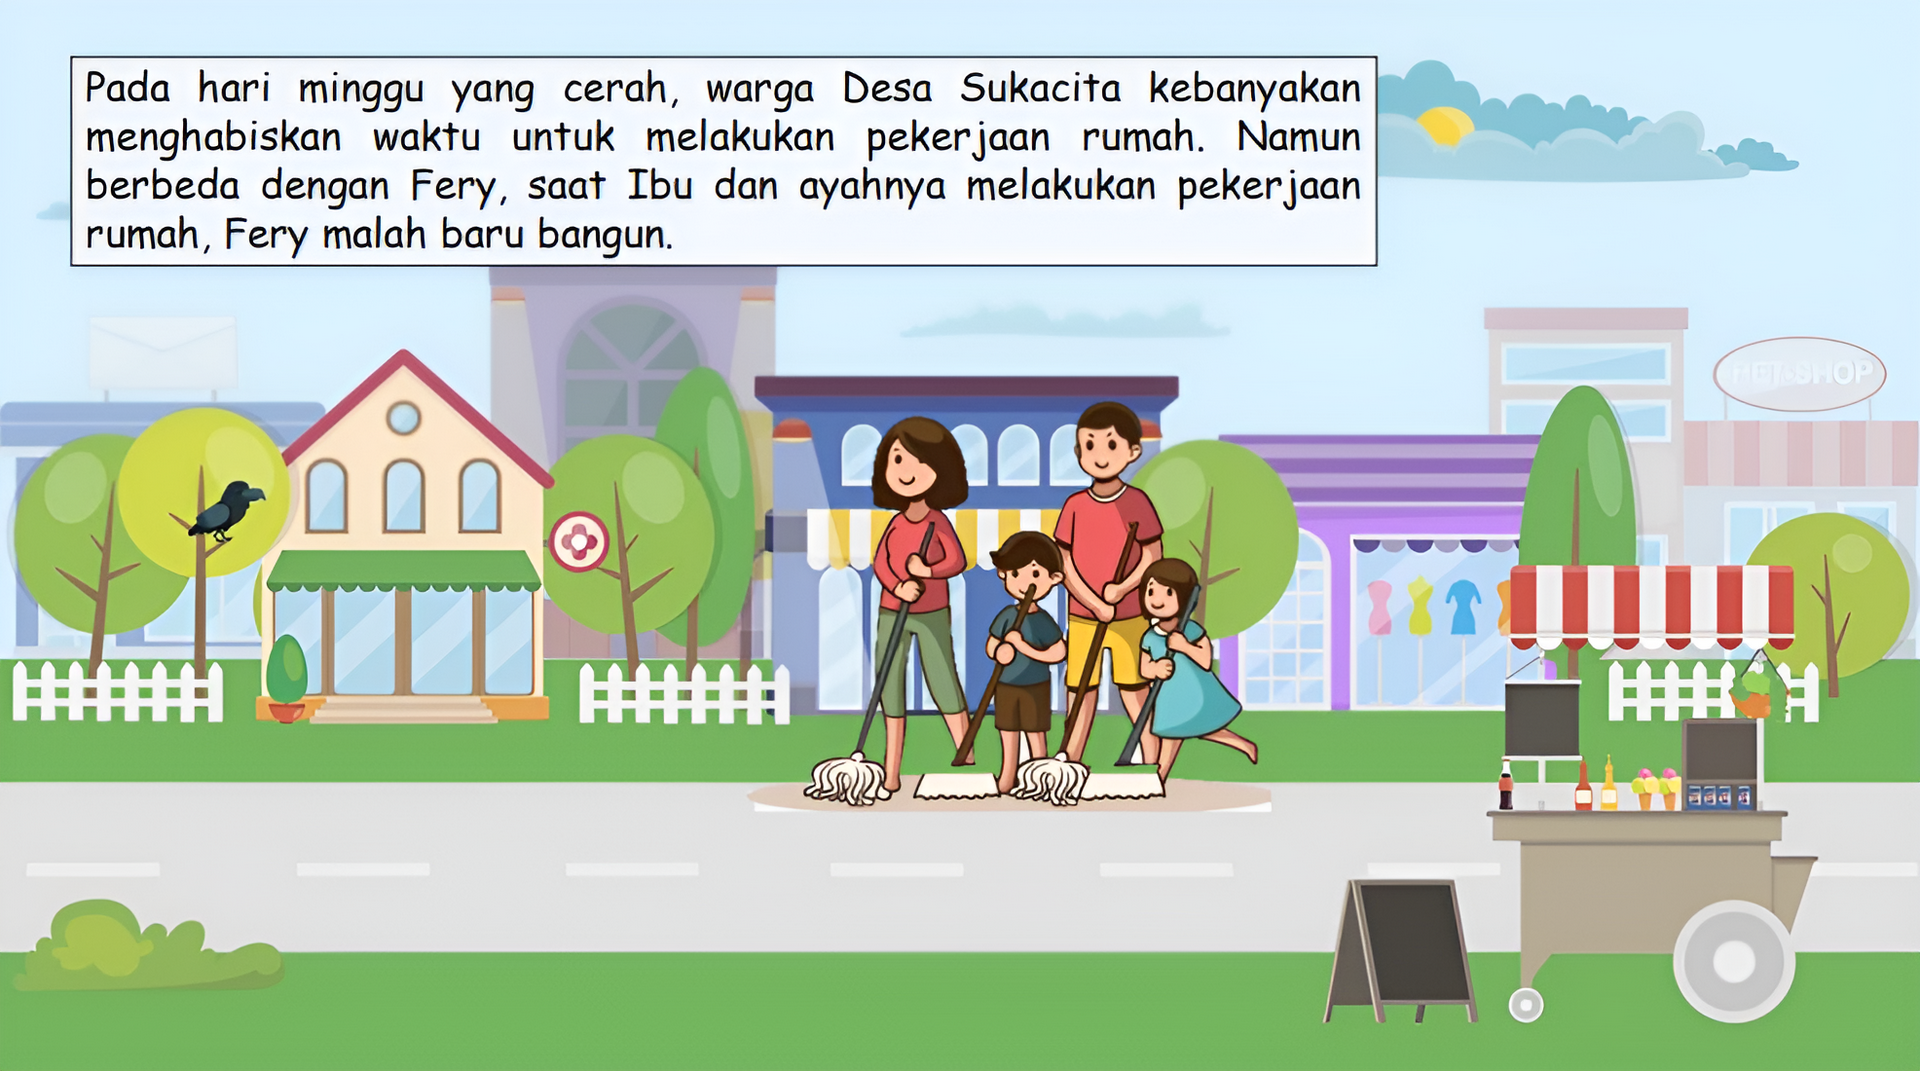 Pada hari minggu yang cerah, warga Desa Sukacita kebanyakan
menghabiskan waktu untuk melakukan pekerjaan rumah. Namun
berbeda dengan Fery, saat Ibu dan ayahnya melakukan pekerjaan
rumah, Fery malah baru bangun.
PET SHOP